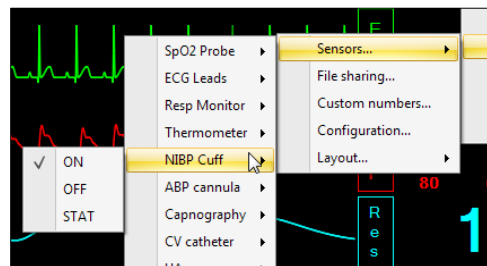 SpO2 Probe
ECG Leads
Resp Monitor
Thermometer
NIBP Cuff
ABP cannula
Capnography
CV catheter
ON
OFF
STAT
Sensors...
File sharing...
Custom numbers...
Configuration...
Layout...
80
R
e
s
1